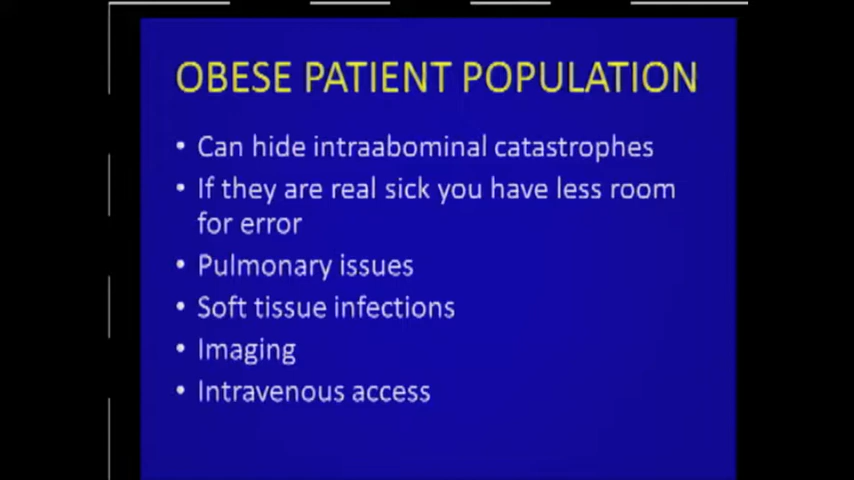 OBESE PATIENT POPULATION
• Can hide intraabominal catastrophes
• If they are real sick you have less room
for error
• Pulmonary issues
• Soft tissue infections
• Imaging
• Intravenous access